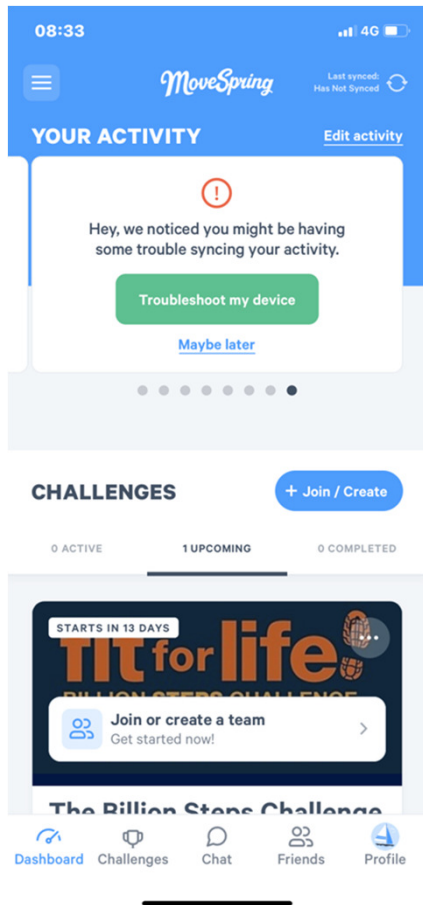 08:33
4G
MoveSpring
Last synced:
Has Not Synced
YOUR ACTIVITY
Edit activity
!
Hey, we noticed you might be having
some trouble syncing your activity.
Troubleshoot my device
Maybe later
CHALLENGES
+ Join / Create
0 ACTIVE
1 UPCOMING
0 COMPLETED
STARTS IN 13 DAYS
for life
BILLION STEPS CHALLENGE
Join or create a team
Get started now!
The Billion Steps Challenge
Dashboard
Challenges
Chat
Friends
Profile